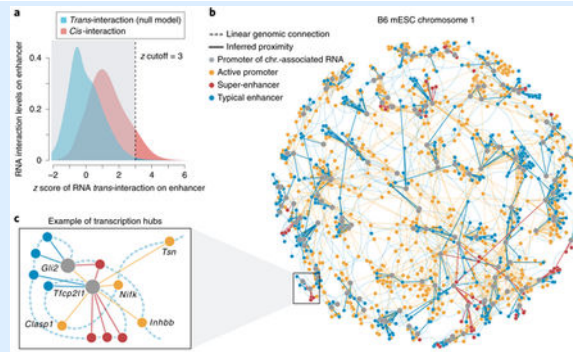 a
Trans-interaction (null model)
Cis-interaction
z cutoff = 3
RNA interaction levels on enhancer
0.4
0.2
0
–2
0
2
4
6
z score of RNA trans-interaction on enhancer
b
B6 mESC chromosome 1
Linear genomic connection
Inferred proximity
Promoter of chr.-associated RNA
Active promoter
Super-enhancer
Typical enhancer
c
Example of transcription hubs
Tsn
Gli2
Tfcp2l1
Nifk
Clasp1
Inhbb